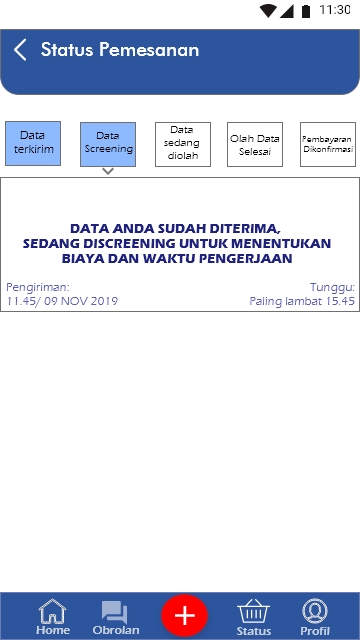 11:30
Status Pemesanan
Data
terkirim
Data
Screening
Data
sedang
diolah
Olah Data
Selesai
Pembayaran
Dikonfirmasi
DATA ANDA SUDAH DITERIMA,
SEDANG DISCREENING UNTUK MENENTUKAN
BIAYA DAN WAKTU PENGERJAAN
Pengiriman:
11.45/ 09 NOV 2019
Tunggu:
Paling lambat 15.45
Home
Obrolan
Status
Profil